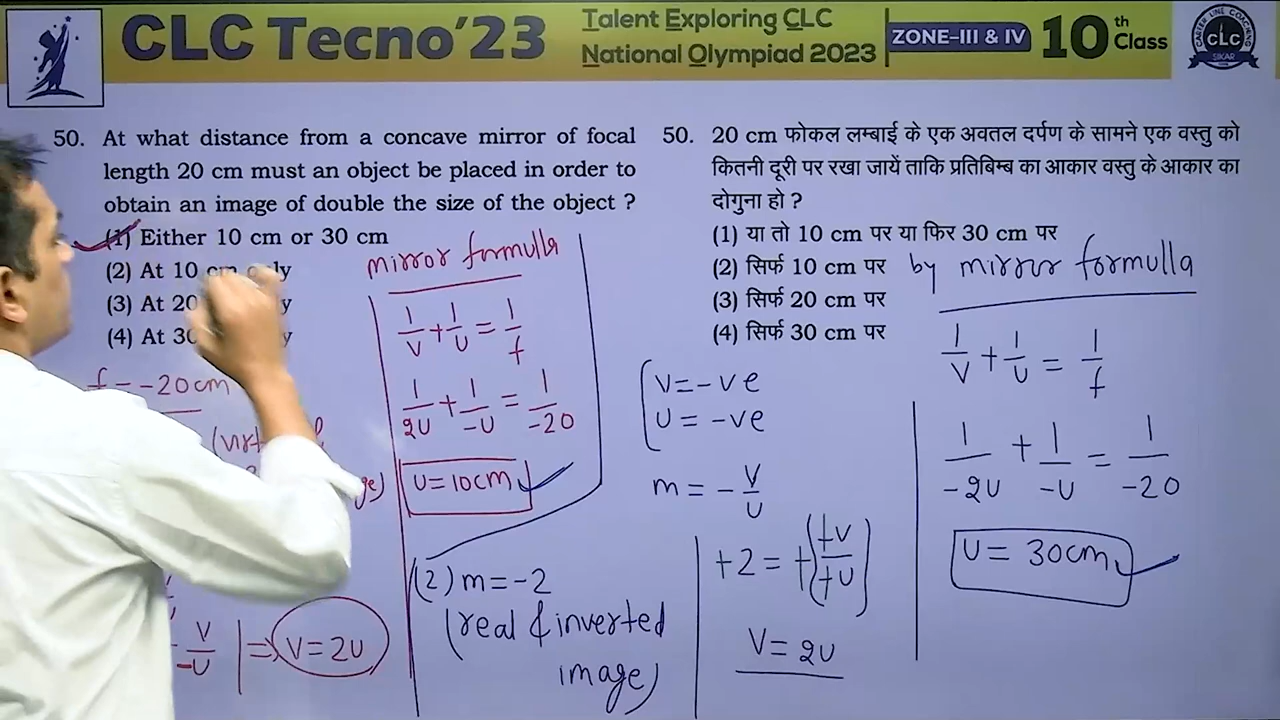 CLC Tecno'23
Talent Exploring CLC
National Olympiad 2023
ZONE-III & IV
10th Class
CLC
SIKAR
50. At what distance from a concave mirror of focal
length 20 cm must an object be placed in order to
obtain an image of double the size of the object ?
(1) Either 10 cm or 30 cm
(2) At 10 cm only
(3) At 20
(4) At 30
50. 20 cm फोकल लम्बाई के एक अवतल दर्पण के सामने एक वस्तु को
कितनी दूरी पर रखा जायें ताकि प्रतिबिम्ब का आकार वस्तु के आकार का
दोगुना हो ?
(1) या तो 10 cm पर या फिर 30 cm पर
(2) सिर्फ 10 cm पर
(3) सिर्फ 20 cm पर
(4) सिर्फ 30 cm पर
f = -20cm
V/-U ⇒ V=2U
mirror formulla
1/V + 1/U = 1/f
1/2U + 1/-U = 1/-20
U=10cm
(2) m=-2
(real & inverted
image)
V=-ve
U=-ve
m = -V/U
+2 = +(+V/+U)
V=2U
by mirror formulla
1/V + 1/U = 1/f
1/-2U + 1/-U = 1/-20
U = 30cm